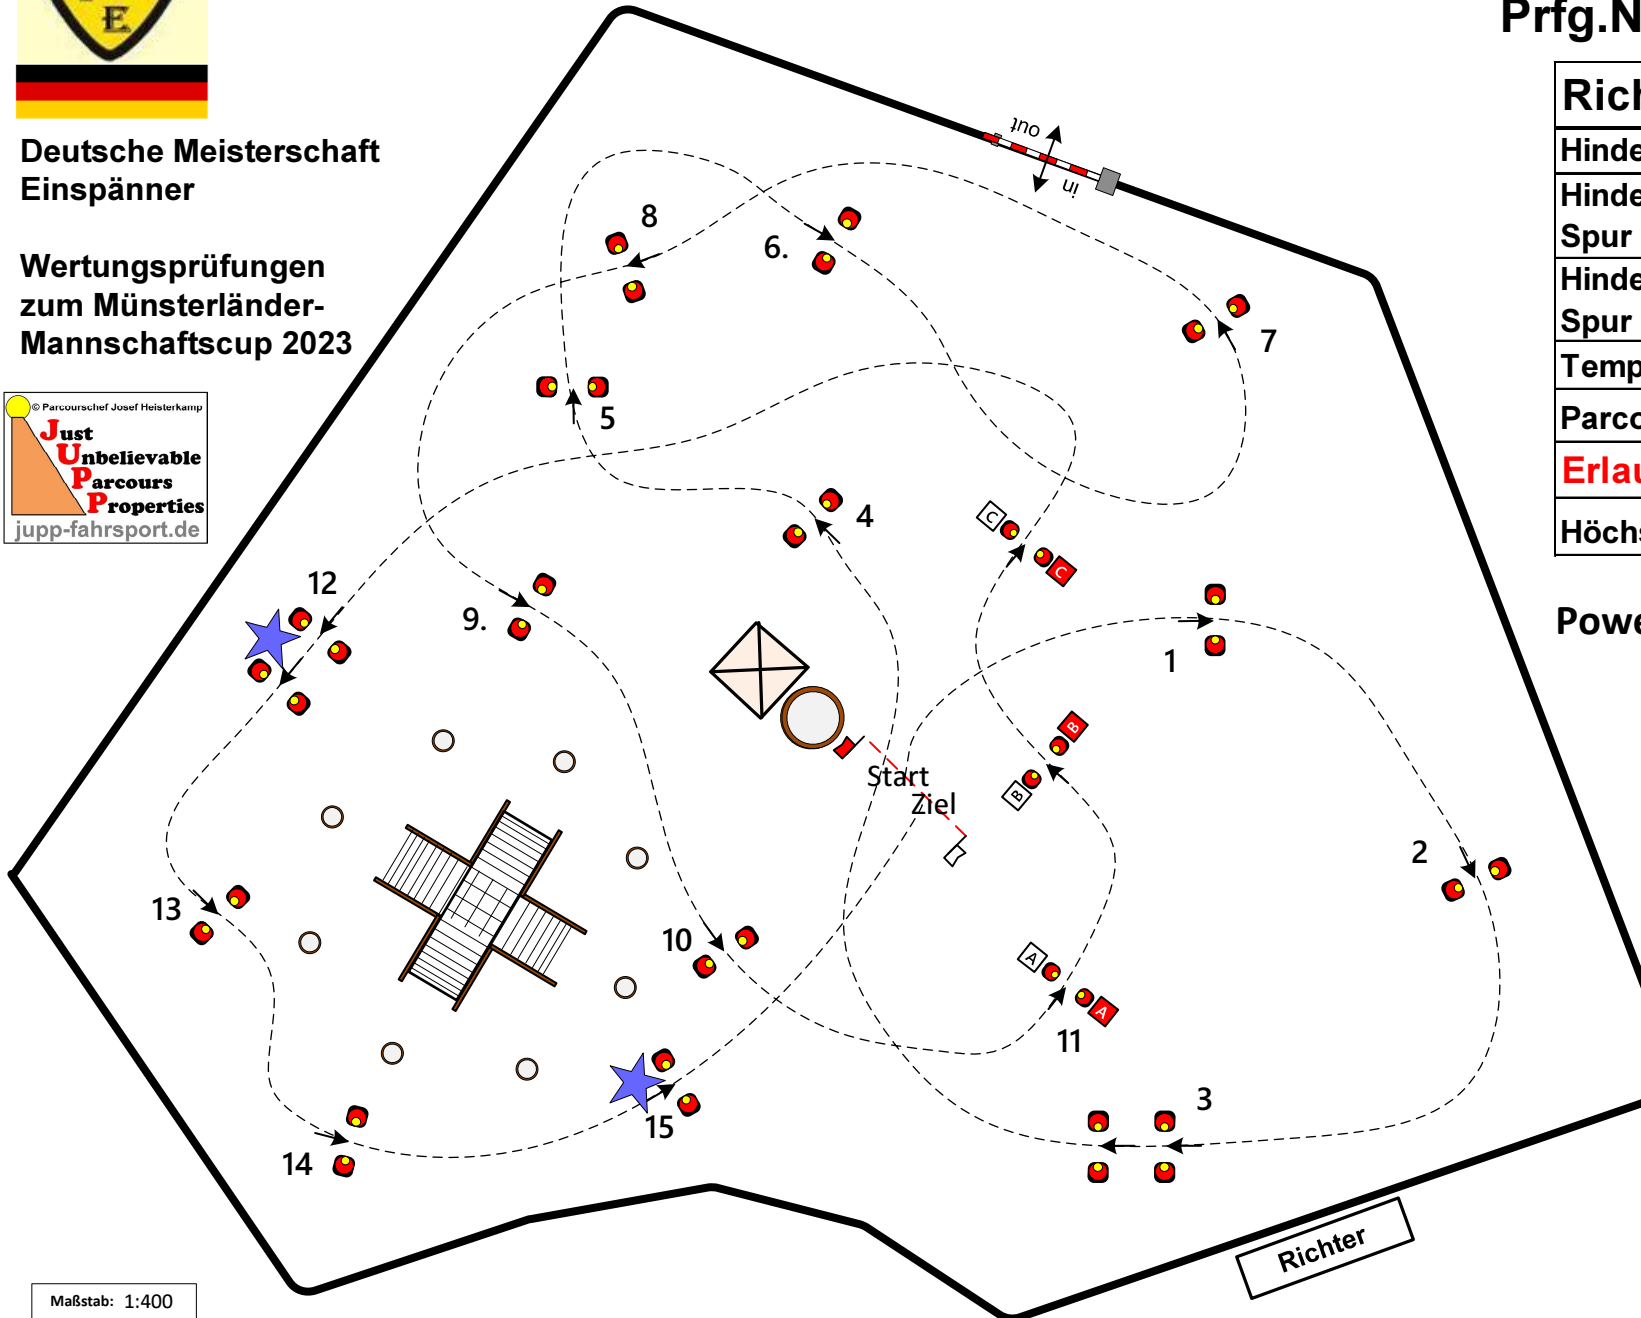 E
Deutsche Meisterschaft
Einspänner
Wertungsprüfungen
zum Münsterländer-
Mannschaftscup 2023
© Parcourschef Josef Heisterkamp
Just
Unbelievable
Parcours
Properties
jupp-fahrsport.de
Prfg.N
Rich
Hinde
Hinde
Spur
Hinde
Spur
Temp
Parco
Erlau
Höchs
Powe
out
in
8
6.
7
5
4
C
C
12
9.
1
B
B
Start
Ziel
2
13
10
A
A
11
3
15
14
Richter
Maßstab: 1:400